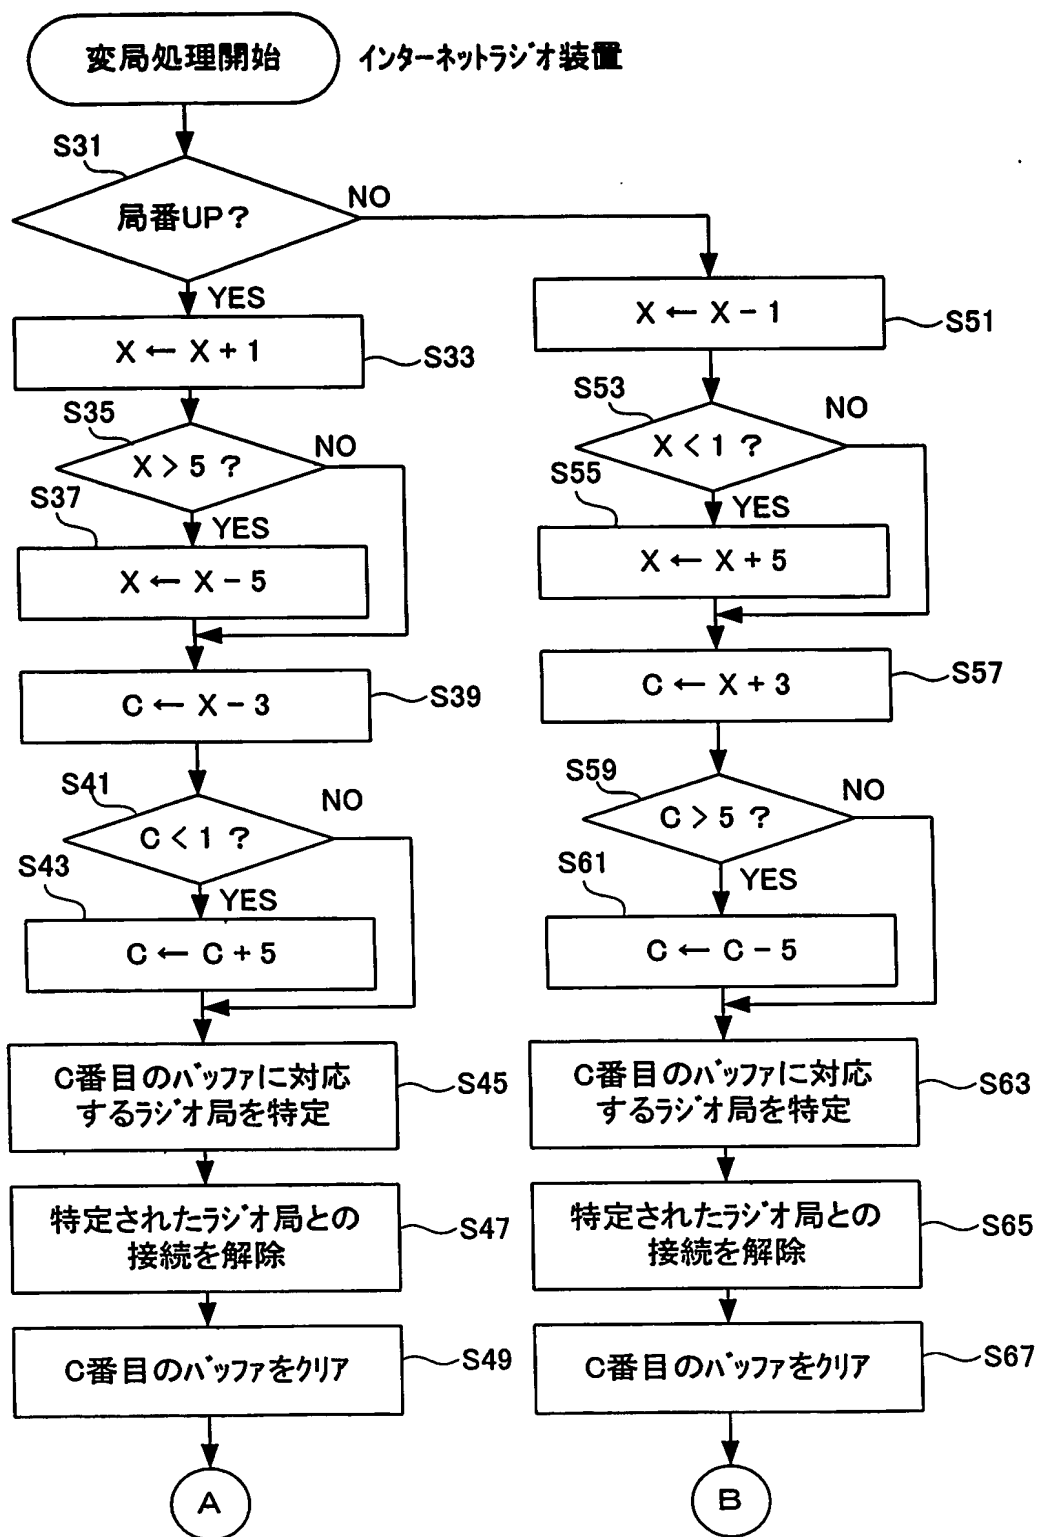 変局処理開始
インターネットラジオ装置
S31
局番UP？
NO
YES
X ← X + 1
S33
S35
X > 5 ？
NO
YES
S37
X ← X - 5
C ← X - 3
S39
S41
C < 1 ？
NO
YES
S43
C ← C + 5
C番目のバッファに対応
するラジオ局を特定
S45
特定されたラジオ局との
接続を解除
S47
C番目のバッファをクリア
S49
A
X ← X - 1
S51
S53
X < 1 ？
NO
YES
S55
X ← X + 5
C ← X + 3
S57
S59
C > 5 ？
NO
YES
S61
C ← C - 5
C番目のバッファに対応
するラジオ局を特定
S63
特定されたラジオ局との
接続を解除
S65
C番目のバッファをクリア
S67
B